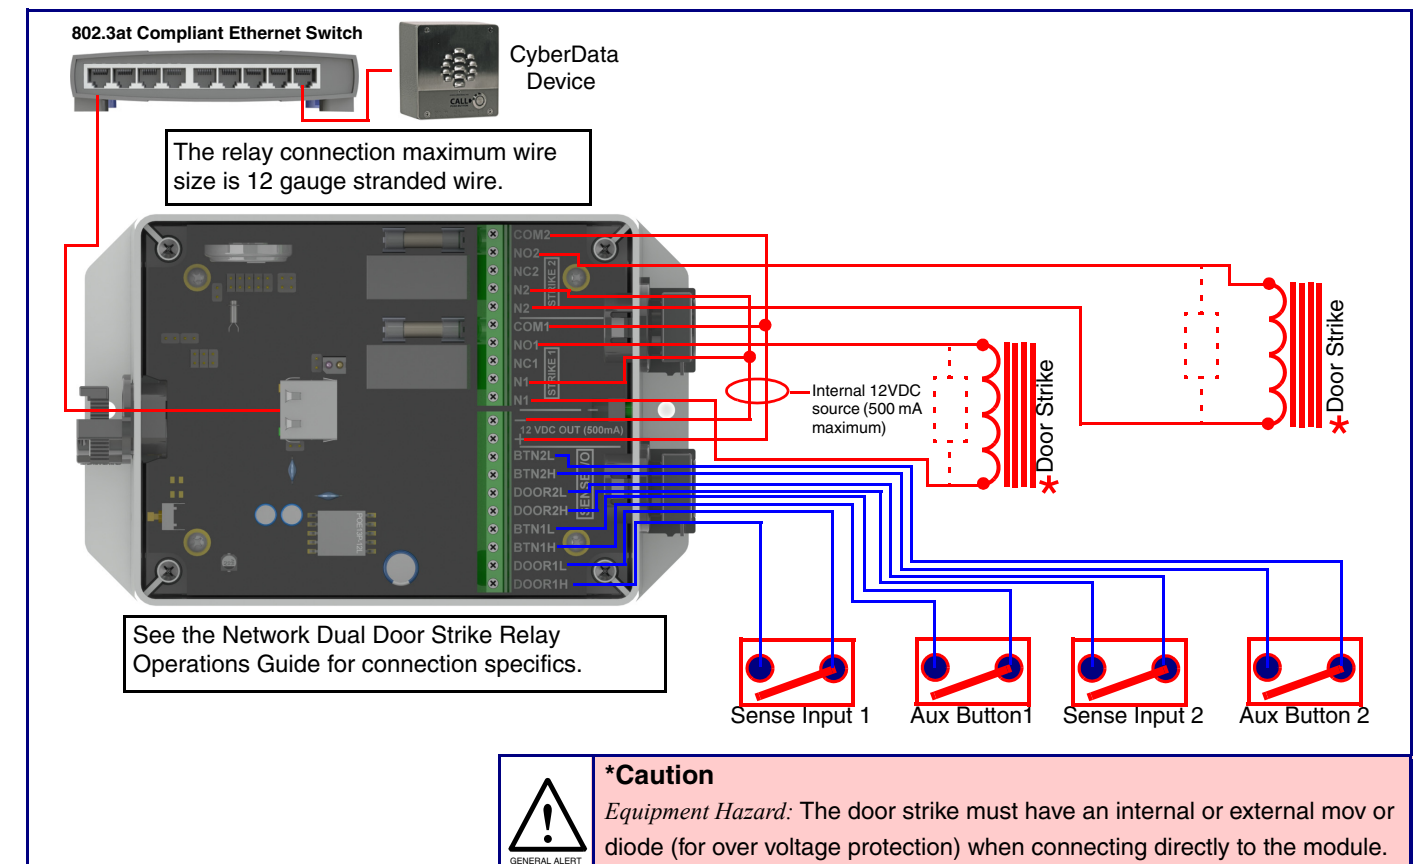 802.3at Compliant Ethernet Switch
CyberData
Device
CALL
The relay connection maximum wire
size is 12 gauge stranded wire.
COM2
NO2
NC2
N2
N2
STRIKE 2
COM1
NO1
NC1
N1
N1
STRIKE 1
-
12 VDC OUT (500mA)
+
BTN2L
BTN2H
DOOR2L
DOOR2H
BTN1L
BTN1H
DOOR1L
DOOR1H
POE13P-12L
Internal 12VDC
source (500 mA
maximum)
*Door Strike
*Door Strike
See the Network Dual Door Strike Relay
Operations Guide for connection specifics.
Sense Input 1
Aux Button1
Sense Input 2
Aux Button 2
*Caution
Equipment Hazard: The door strike must have an internal or external mov or
diode (for over voltage protection) when connecting directly to the module.
GENERAL ALERT